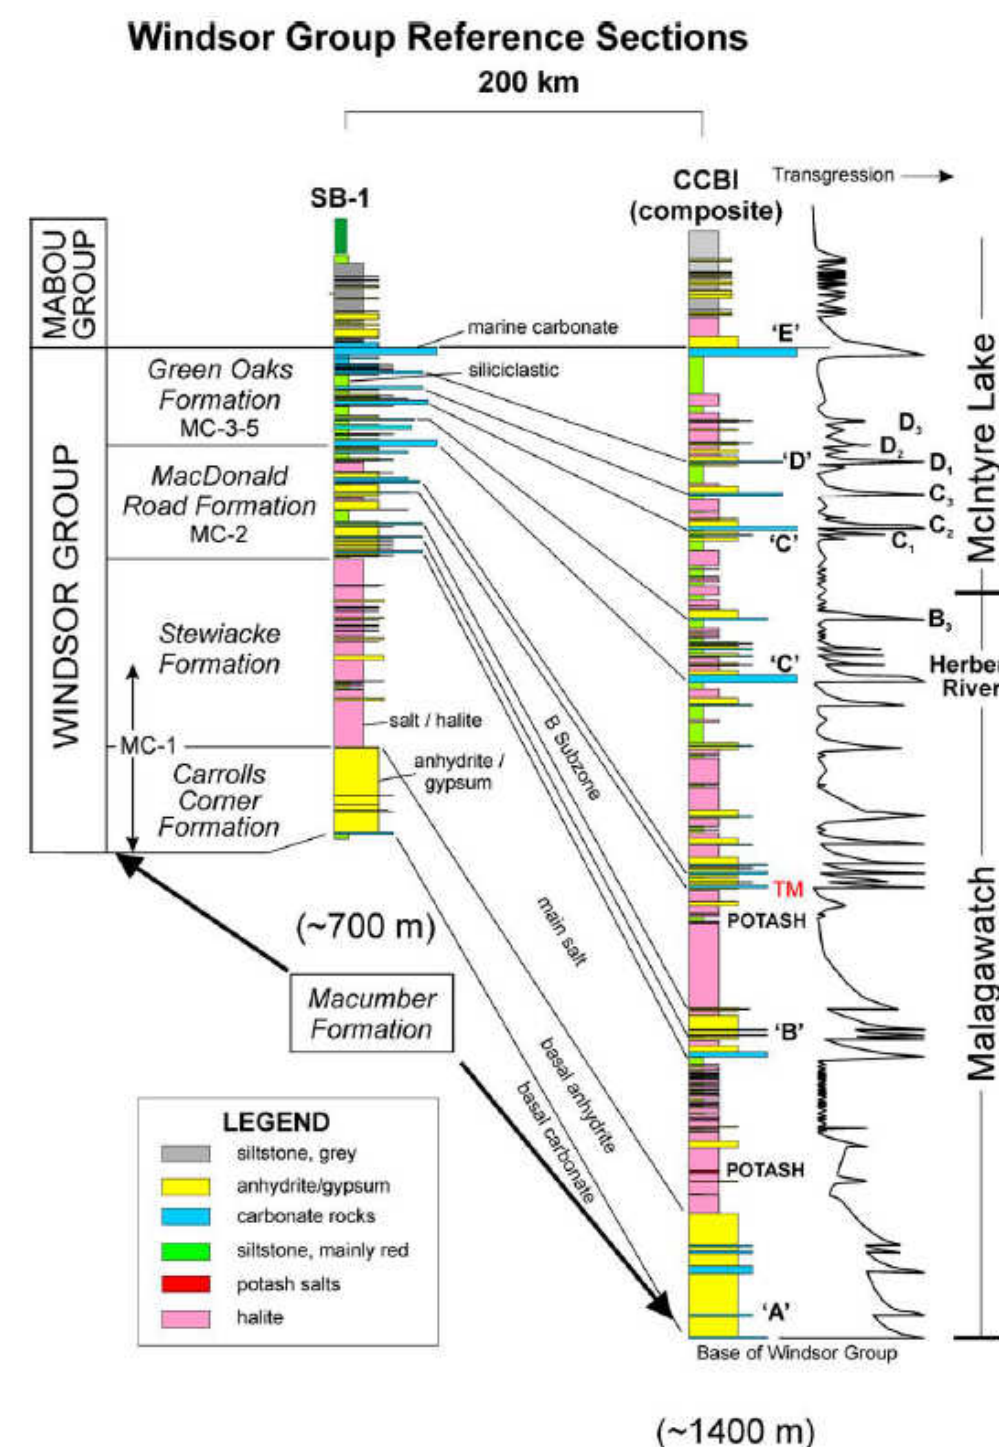 Windsor Group Reference Sections
200 km
SB-1
CCBI
(composite)
Transgression
MABOU
GROUP
WINDSOR GROUP
Green Oaks
Formation
MC-3-5
MacDonald
Road Formation
MC-2
Stewiacke
Formation
MC-1
Carrolls
Corner
Formation
marine carbonate
siliciclastic
salt / halite
anhydrite /
gypsum
B Subzone
main salt
basal anhydrite
basal carbonate
(~700 m)
Macumber
Formation
'E'
'D'
'C'
'C'
TM
POTASH
'B'
POTASH
'A'
Base of Windsor Group
(~1400 m)
D3
D2
D1
C3
C2
C1
B3
Herber
River
McIntyre Lake
Malagawatch
LEGEND
siltstone, grey
anhydrite/gypsum
carbonate rocks
siltstone, mainly red
potash salts
halite